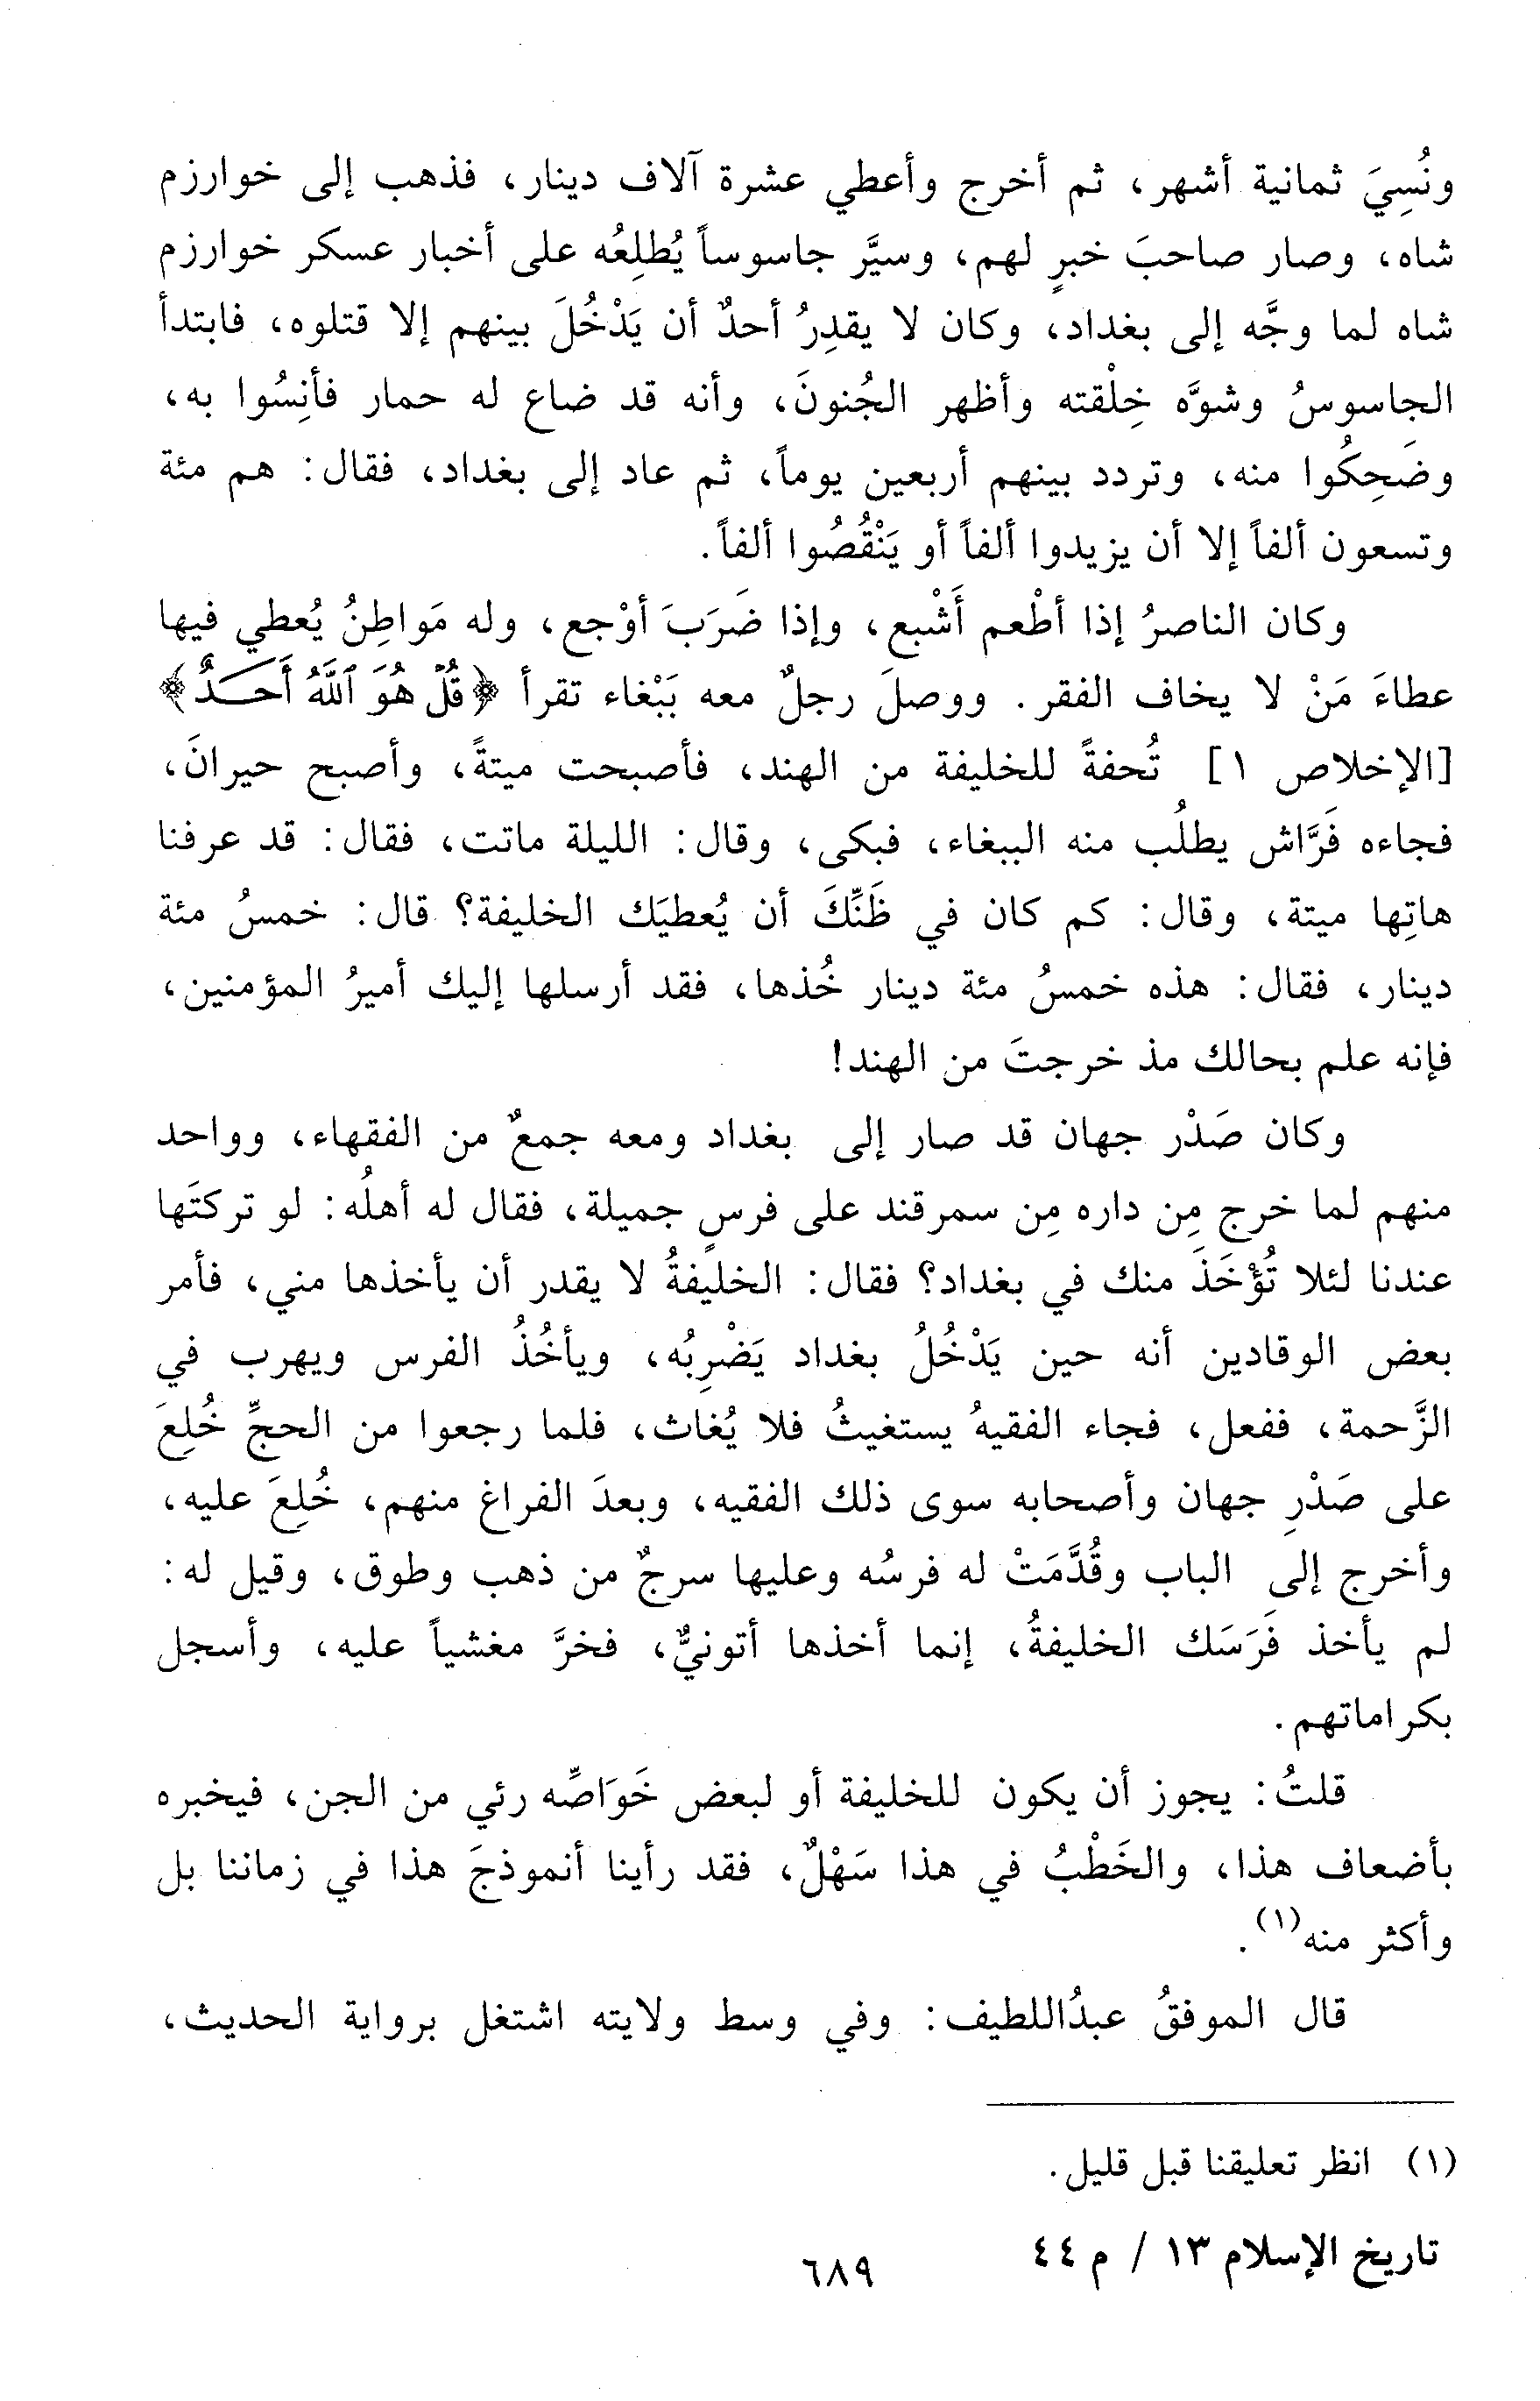 ونُسِيَ ثمانية أشهر، ثم أخرج وأعطي عشرة آلاف دينار، فذهب إلى خوارزم
شاه، وصار صاحبَ خبرٍ لهم، وسيَّر جاسوساً يُطلِعُه على أخبار عسكر خوارزم
شاه لما وجَّه إلى بغداد، وكان لا يقدِرُ أحدٌ أن يَدْخُلَ بينهم إلا قتلوه، فابتدأ
الجاسوسُ وشوَّه خِلْقته وأظهر الجُنونَ، وأنه قد ضاع له حمار فأنِسُوا به،
وضَحِكُوا منه، وتردد بينهم أربعين يوماً، ثم عاد إلى بغداد، فقال: هم مئة
وتسعون ألفاً إلا أن يزيدوا ألفاً أو يَنْقُصُوا ألفاً.
وكان الناصرُ إذا أطْعم أَشْبع، وإذا ضَرَبَ أوْجع، وله مَواطِنُ يُعطي فيها
عطاءَ مَنْ لا يخاف الفقر. ووصلَ رجلٌ معه بَبْغاء تقرأ ﴿قُلْ هُوَ ٱللَّهُ أَحَدٌ﴾
[الإخلاص ١] تُحفةً للخليفة من الهند، فأصبحت ميتةً، وأصبح حيرانَ،
فجاءه فَرَّاش يطلُب منه الببغاء، فبكى، وقال: الليلة ماتت، فقال: قد عرفنا
هاتِها ميتة، وقال: كم كان في ظَنِّكَ أن يُعطيَك الخليفة؟ قال: خمسُ مئة
دينار، فقال: هذه خمسُ مئة دينار خُذها، فقد أرسلها إليك أميرُ المؤمنين،
فإنه علم بحالك مذ خرجتَ من الهند!
وكان صَدْر جهان قد صار إلى بغداد ومعه جمعٌ من الفقهاء، وواحد
منهم لما خرج مِن داره مِن سمرقند على فرسٍ جميلة، فقال له أهلُه: لو تركتَها
عندنا لئلا تُؤْخَذَ منك في بغداد؟ فقال: الخليفةُ لا يقدر أن يأخذها مني، فأمر
بعض الوقادين أنه حين يَدْخُلُ بغداد يَضْرِبُه، ويأخُذُ الفرس ويهرب في
الزَّحمة، ففعل، فجاء الفقيهُ يستغيثُ فلا يُغاث، فلما رجعوا من الحجِّ خُلِعَ
على صَدْرِ جهان وأصحابه سوى ذلك الفقيه، وبعدَ الفراغ منهم، خُلِعَ عليه،
وأخرج إلى الباب وقُدَّمَتْ له فرسُه وعليها سرجٌ من ذهب وطوق، وقيل له:
لم يأخذ فَرَسَك الخليفةُ، إنما أخذها أتونيٌّ، فخرَّ مغشياً عليه، وأسجل
بكراماتهم.
قلتُ: يجوز أن يكون للخليفة أو لبعض خَوَاصِّه رئي من الجن، فيخبره
بأضعاف هذا، والخَطْبُ في هذا سَهْلٌ، فقد رأينا أنموذجَ هذا في زماننا بل
وأكثر منه(١).
قال الموفقُ عبدُاللطيف: وفي وسط ولايته اشتغل برواية الحديث،
(١) انظر تعليقنا قبل قليل.
تاريخ الإسلام ١٣ / م ٤٤
٦٨٩